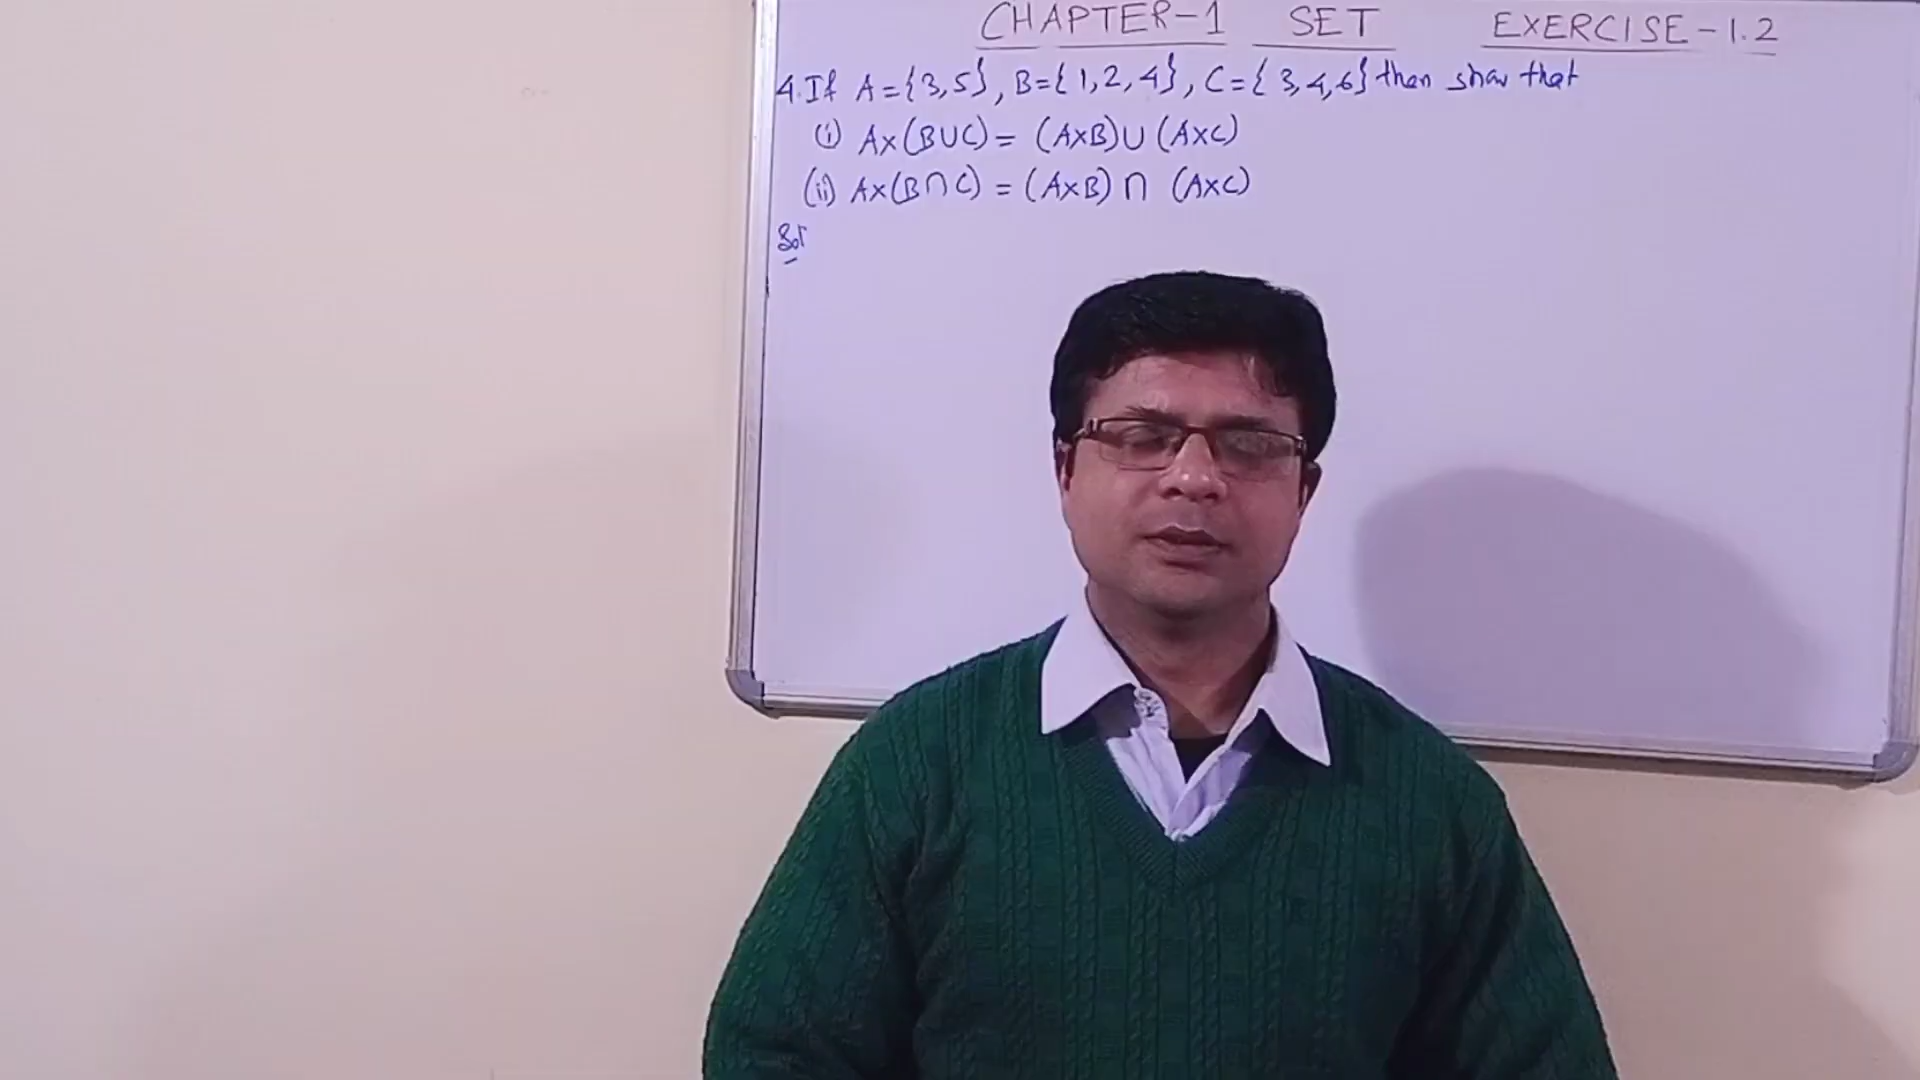 CHAPTER-1 SET EXERCISE-1.2
4. If A={3,5}, B={1,2,4}, C={3,4,6} then show that
(i) A×(B∪C)= (A×B)∪(A×C)
(ii) A×(B∩C) = (A×B) ∩ (A×C)
Sol